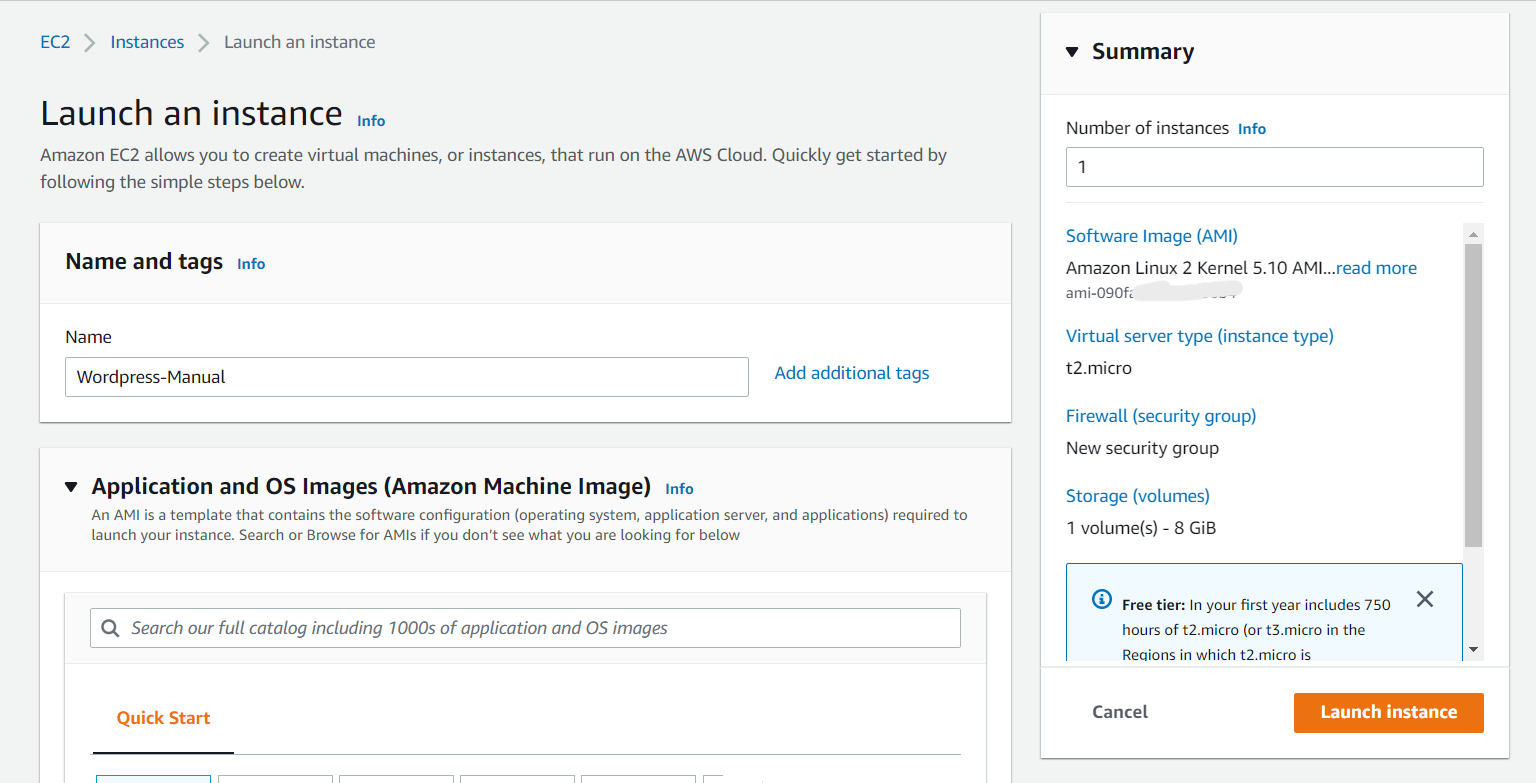 EC2 > Instances > Launch an instance
Launch an instance Info
Amazon EC2 allows you to create virtual machines, or instances, that run on the AWS Cloud. Quickly get started by
following the simple steps below.
Name and tags Info
Name
Wordpress-Manual
Add additional tags
Application and OS Images (Amazon Machine Image) Info
An AMI is a template that contains the software configuration (operating system, application server, and applications) required to
launch your instance. Search or Browse for AMIs if you don't see what you are looking for below
Search our full catalog including 1000s of application and OS images
Quick Start
Summary
Number of instances Info
1
Software Image (AMI)
Amazon Linux 2 Kernel 5.10 AMI...read more
ami-090f
Virtual server type (instance type)
t2.micro
Firewall (security group)
New security group
Storage (volumes)
1 volume(s) - 8 GiB
Free tier: In your first year includes 750
hours of t2.micro (or t3.micro in the
Regions in which t2.micro is
Cancel
Launch instance